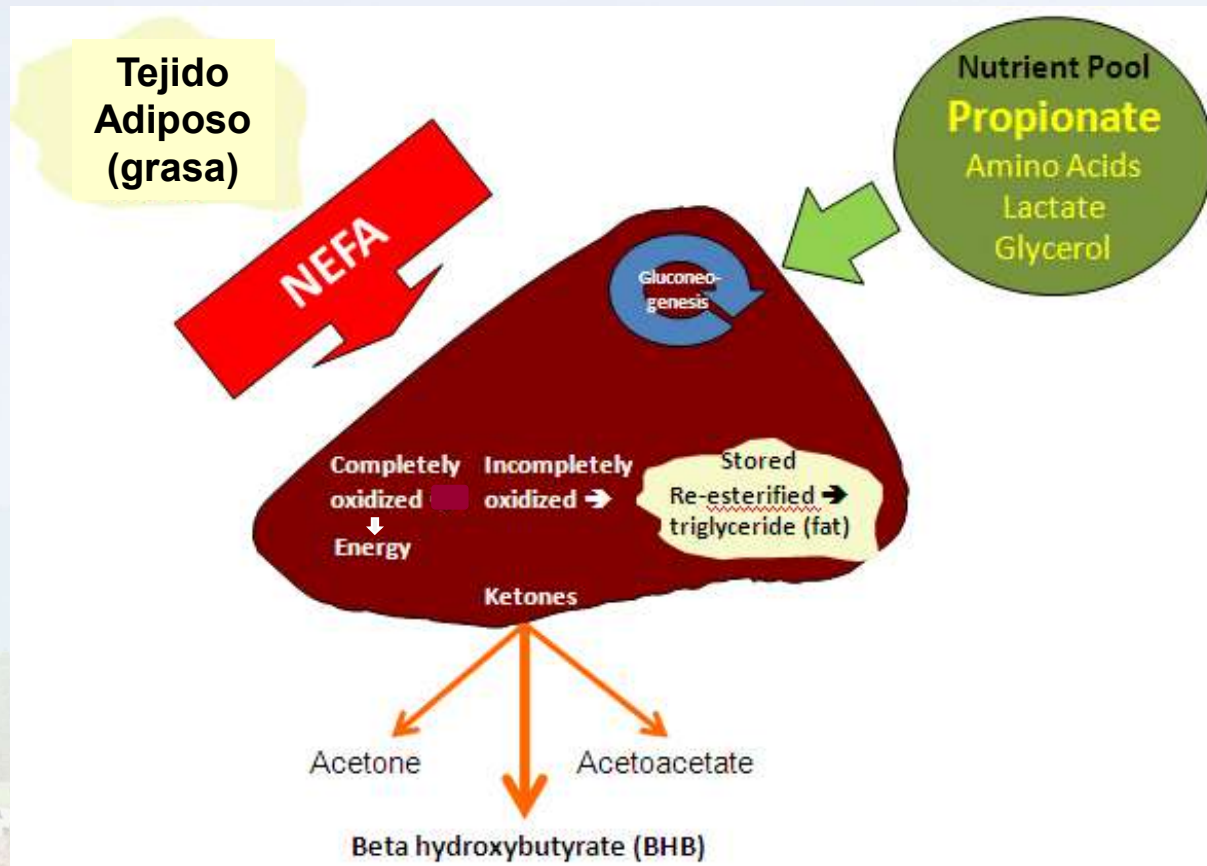 Tejido
Adiposo
(grasa)
NEFA
Nutrient Pool
Propionate
Amino Acids
Lactate
Glycerol
Gluconeo-
genesis
Completely
oxidized
Energy
Incompletely
oxidized ➔
Stored
Re-esterified ➔
triglyceride (fat)
Ketones
Acetone
Acetoacetate
Beta hydroxybutyrate (BHB)